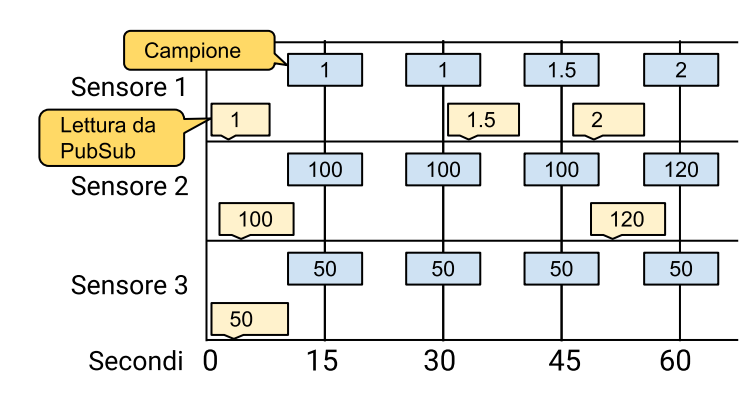 Campione
1 1 1.5 2
Sensore 1
1 1.5 2
Lettura da
PubSub
100 100 100 120
Sensore 2
100 120
50 50 50 50
Sensore 3
50
Secondi 0 15 30 45 60